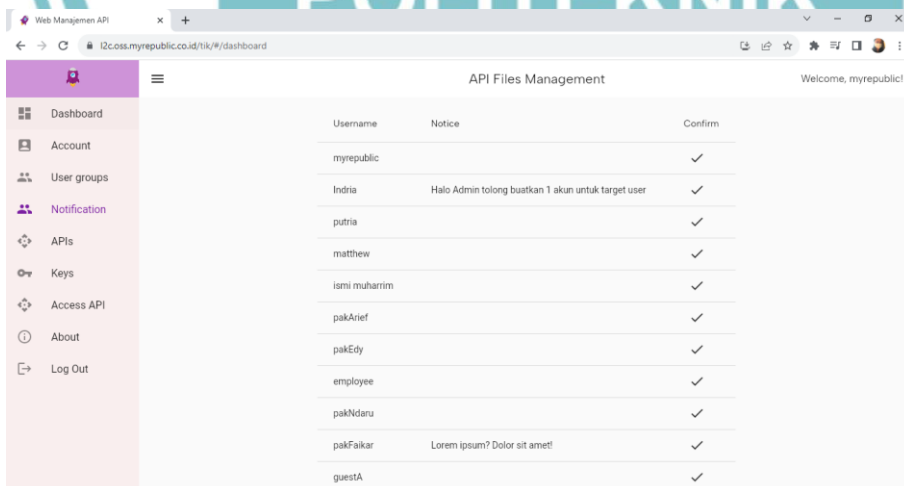 POLITEKNIK
Web Manajemen API
l2c.oss.myrepublic.co.id/tik/#/dashboard
API Files Management
Welcome, myrepublic!
Dashboard
Account
User groups
Notification
APIs
Keys
Access API
About
Log Out
Username Notice Confirm
myrepublic
Indria Halo Admin tolong buatkan 1 akun untuk target user
putria
matthew
ismi muharrim
pakArief
pakEdy
employee
pakNdaru
pakFaikar Lorem ipsum? Dolor sit amet!
guestA